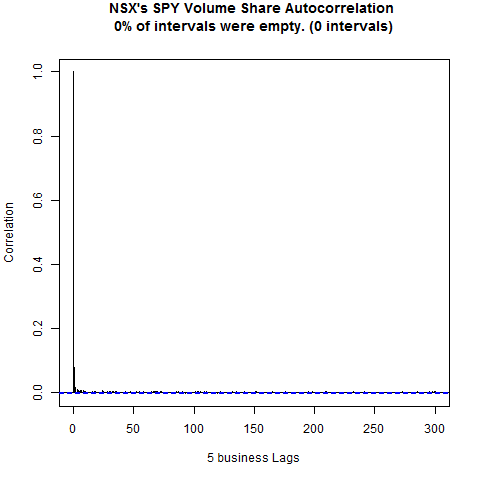 NSX's SPY Volume Share Autocorrelation
0% of intervals were empty. (0 intervals)
Correlation
1.0
0.8
0.6
0.4
0.2
0.0
0 50 100 150 200 250 300
5 business Lags